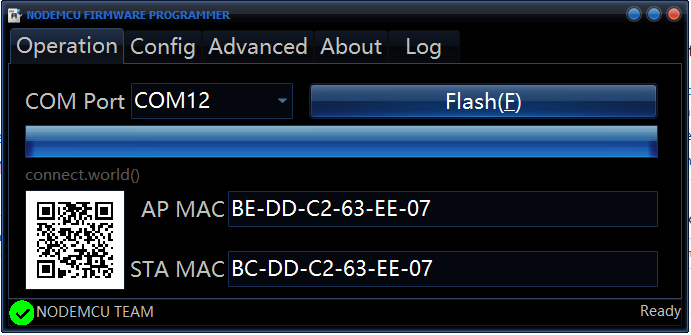 NODEMCU FIRMWARE PROGRAMMER
Operation Config Advanced About Log
COM Port COM12 Flash(F)
connect.world()
AP MAC BE-DD-C2-63-EE-07
STA MAC BC-DD-C2-63-EE-07
NODEMCU TEAM Ready